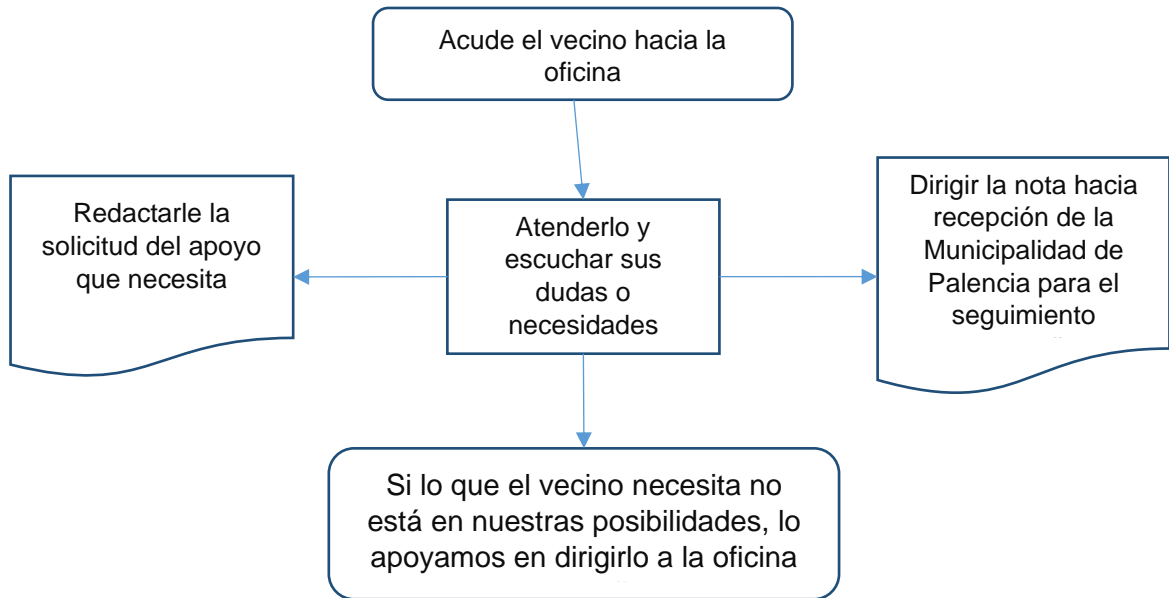 Acude el vecino hacia la
oficina
Redactarle la
solicitud del apoyo
que necesita
Atenderlo y
escuchar sus
dudas o
necesidades
Dirigir la nota hacia
recepción de la
Municipalidad de
Palencia para el
seguimiento
Si lo que el vecino necesita no
está en nuestras posibilidades, lo
apoyamos en dirigirlo a la oficina